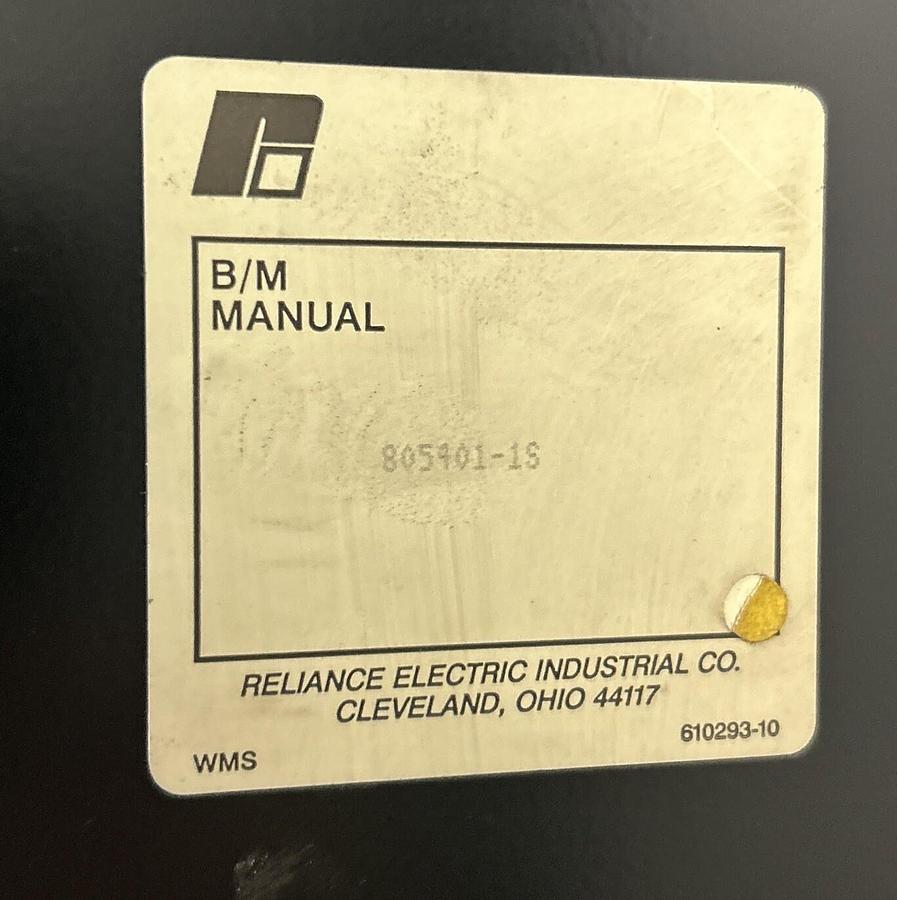 B/M
MANUAL
805401-1S
RELIANCE ELECTRIC INDUSTRIAL CO.
CLEVELAND, OHIO 44117
610293-10
WMS